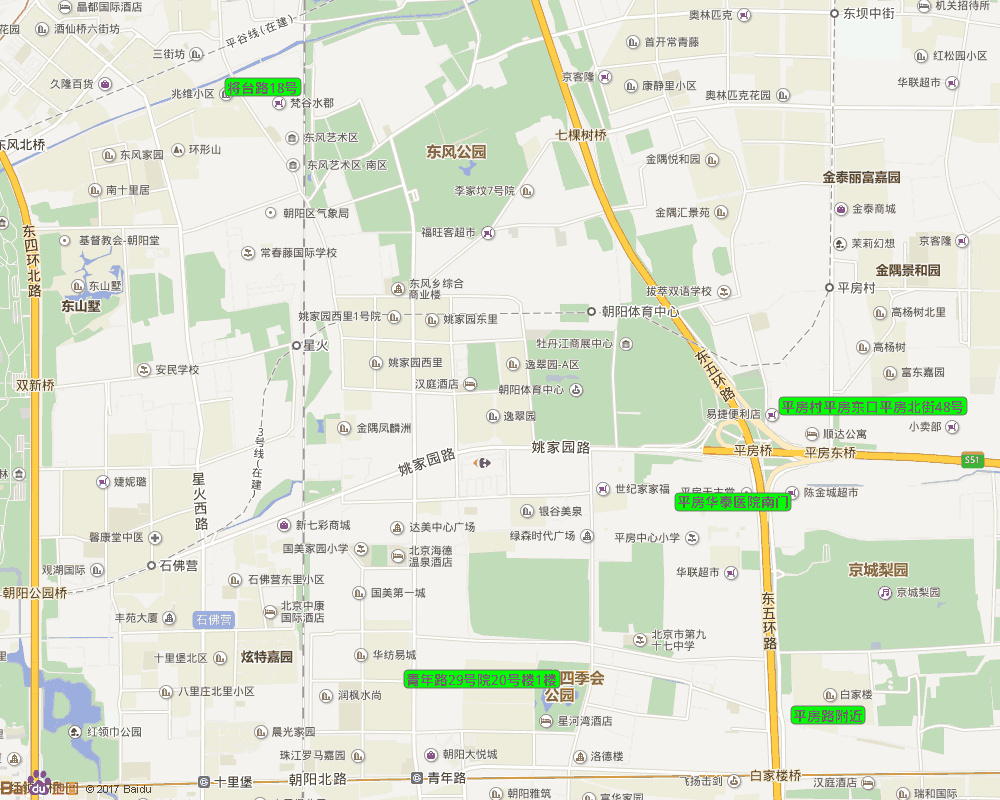 晶都国际酒店
机关招待所
奥林匹克
东坝中街
花园
酒仙桥六街坊
平谷线(在建)
首开常青藤
三街坊
红松园小区
久隆百货
京客隆
康静里小区
华联超市
兆维小区
将台路18号
奥林匹克花园
梵谷水郡
东风北桥
东风艺术区
七棵树桥
东风家园
环形山
东风公园
东风艺术区-南区
金隅悦和园
金泰丽富嘉园
南十里居
李家坟7号院
朝阳区气象局
金隅汇景苑
金泰商城
东四环北路
基督教会-朝阳堂
福旺客超市
茉莉幻想
京客隆
常春藤国际学校
金隅景和园
东山墅
东山墅
东风乡综合
商业楼
拔萃双语学校
平房村
姚家园西里1号院
姚家园东里
朝阳体育中心
高杨树北里
星火
牡丹江商展中心
高杨树
安民学校
姚家园西里
逸翠园-A区
东五环路
富东嘉园
双新桥
汉庭酒店
朝阳体育中心
平房村平房东口平房北街48号
易捷便利店
逸翠园
金隅凤麟洲
顺达公寓
小卖部
3号线(在建)
姚家园路
姚家园路
平房桥
平房东桥
S51
林
婕妮璐
星火西路
世纪家家福
陈金城超市
平房华泰医院南门
银谷美泉
新七彩商城
达美中心广场
馨康堂中医
绿森时代广场
平房中心小学
国美家园小学
北京海德
温泉酒店
石佛营
观湖国际
华联超市
京城梨园
石佛营东里小区
朝阳公园桥
国美第一城
京城梨园
东五环路
丰苑大厦
石佛营
北京中康
国际酒店
北京市第九
十七中学
十里堡北区
炫特嘉园
华纺易城
青年路29号院20号楼1楼
四季会
公园
八里庄北里小区
润枫水尚
白家楼
平房路附近
星河湾酒店
红领巾公园
晨光家园
珠江罗马嘉园
朝阳大悦城
洛德楼
十里堡
朝阳北路
青年路
飞扬击剑
白家楼桥
汉庭酒店
Bai du 地图
© 2017 Baidu
朝阳雅筑
富华家园
瑞和国际